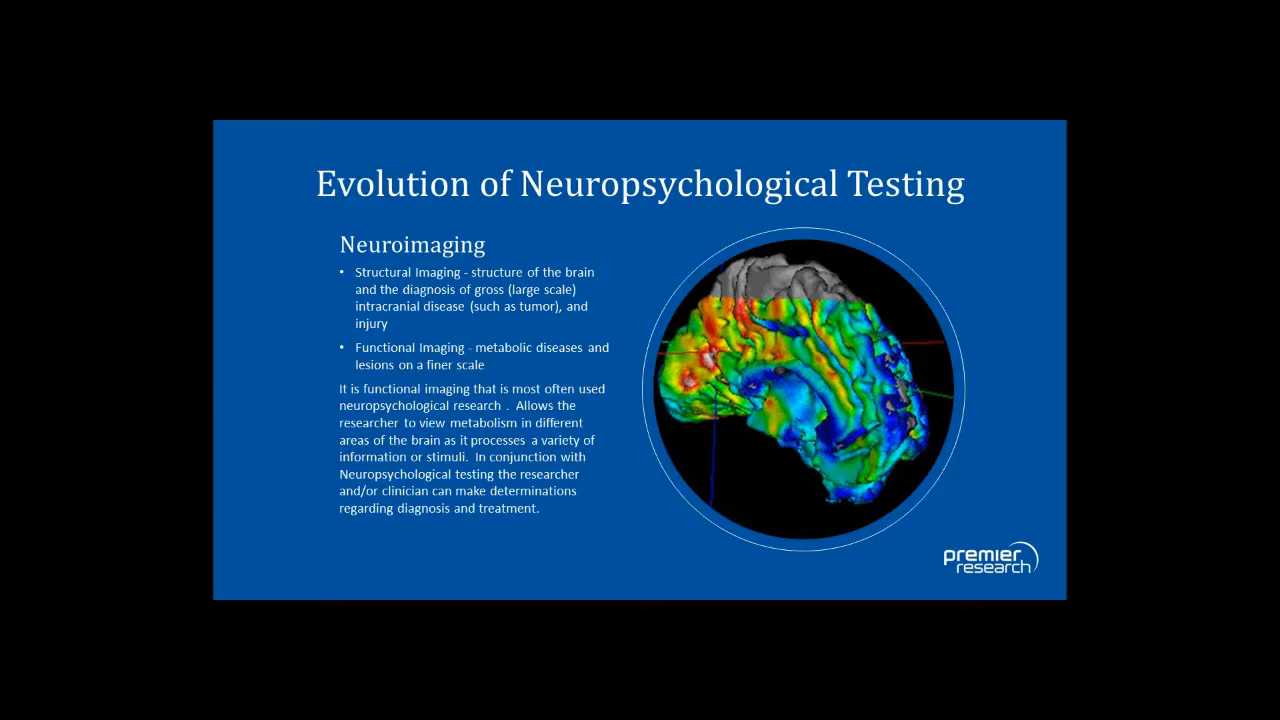 Evolution of Neuropsychological Testing
Neuroimaging
• Structural Imaging - structure of the brain
and the diagnosis of gross (large scale)
intracranial disease (such as tumor), and
injury
• Functional Imaging - metabolic diseases and
lesions on a finer scale
It is functional imaging that is most often used
neuropsychological research . Allows the
researcher to view metabolism in different
areas of the brain as it processes a variety of
information or stimuli. In conjunction with
Neuropsychological testing the researcher
and/or clinician can make determinations
regarding diagnosis and treatment.
premier
research